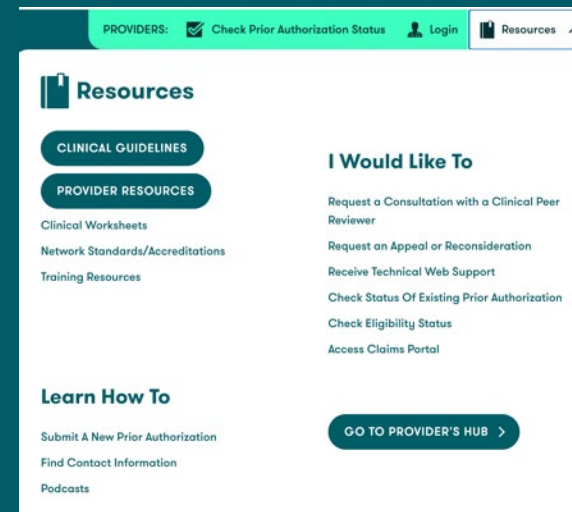 PROVIDERS: Check Prior Authorization Status Login Resources
Resources
CLINICAL GUIDELINES
PROVIDER RESOURCES
Clinical Worksheets
Network Standards/Accreditations
Training Resources
I Would Like To
Request a Consultation with a Clinical Peer
Reviewer
Request an Appeal or Reconsideration
Receive Technical Web Support
Check Status Of Existing Prior Authorization
Check Eligibility Status
Access Claims Portal
Learn How To
Submit A New Prior Authorization
Find Contact Information
Podcasts
GO TO PROVIDER'S HUB >